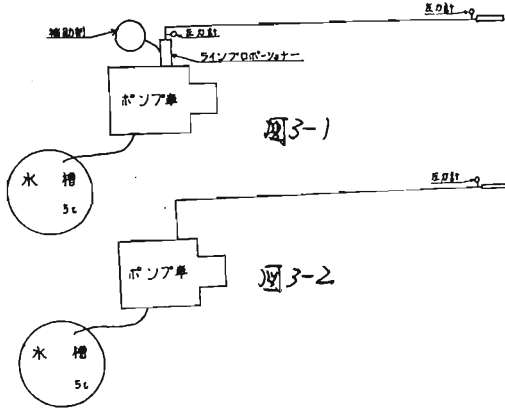 圧力計
補助剤
圧力計
ラインプロポーショナー
ポンプ車
図3-1
水 槽
5t
圧力計
ポンプ車
図3-2
水 槽
5t